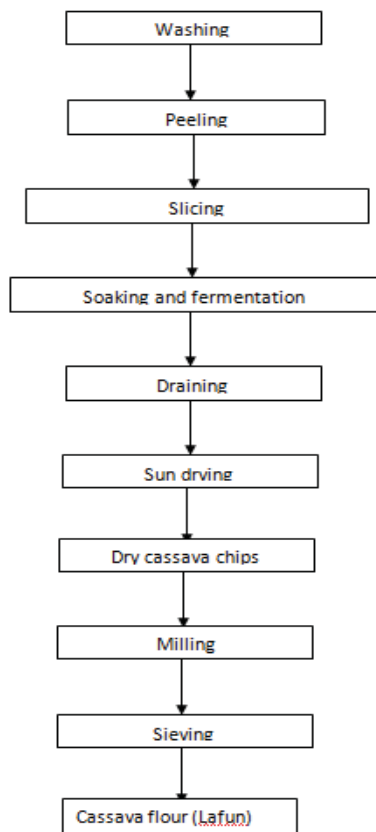 Washing
Peeling
Slicing
Soaking and fermentation
Draining
Sun drying
Dry cassava chips
Milling
Sieving
Cassava flour (Lafun)